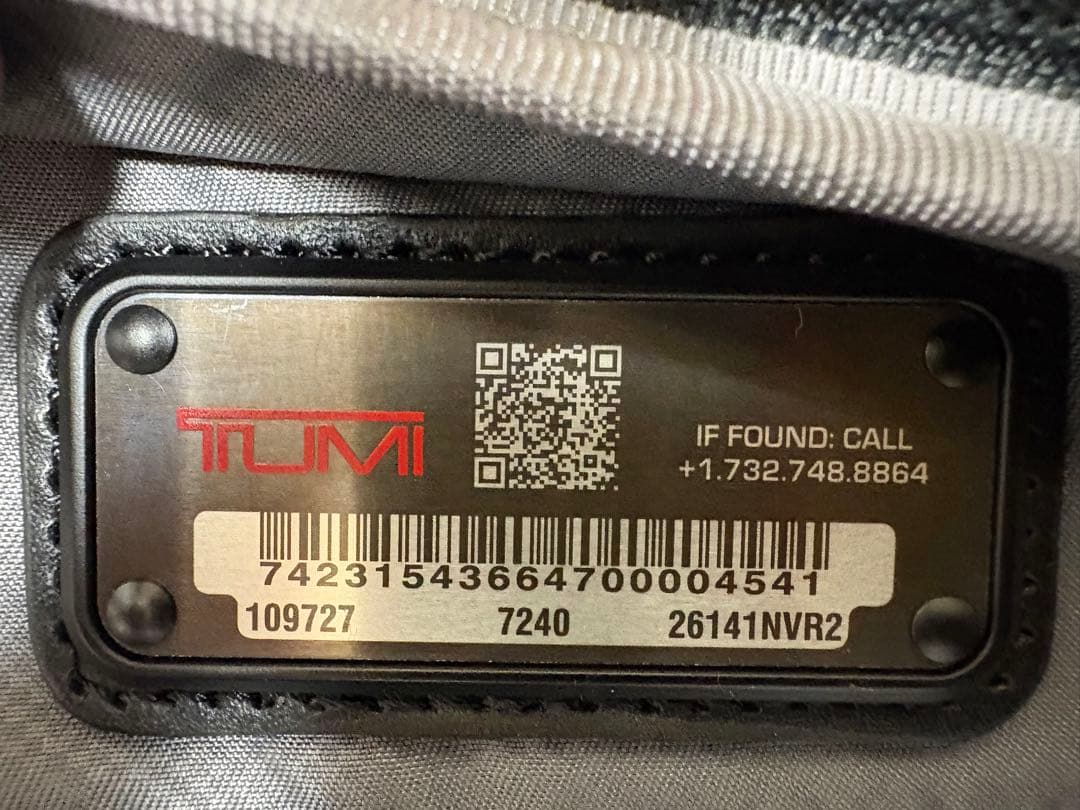 TUMI
IF FOUND: CALL
+1.732.748.8864
74231543664700004541
109727 7240 26141NVR2